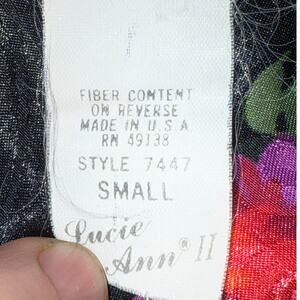 FIBER CONTENT
ON REVERSE
MADE IN U.S.A.
RN 49138
STYLE 7447
SMALL
Lucie
Ann® II